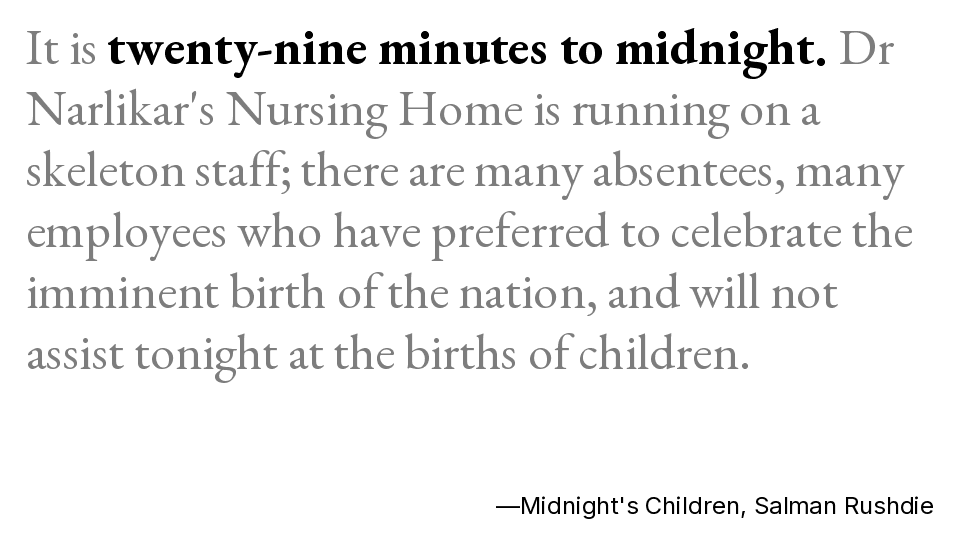 It is twenty-nine minutes to midnight. Dr
Narlikar's Nursing Home is running on a
skeleton staff; there are many absentees, many
employees who have preferred to celebrate the
imminent birth of the nation, and will not
assist tonight at the births of children.
—Midnight's Children, Salman Rushdie